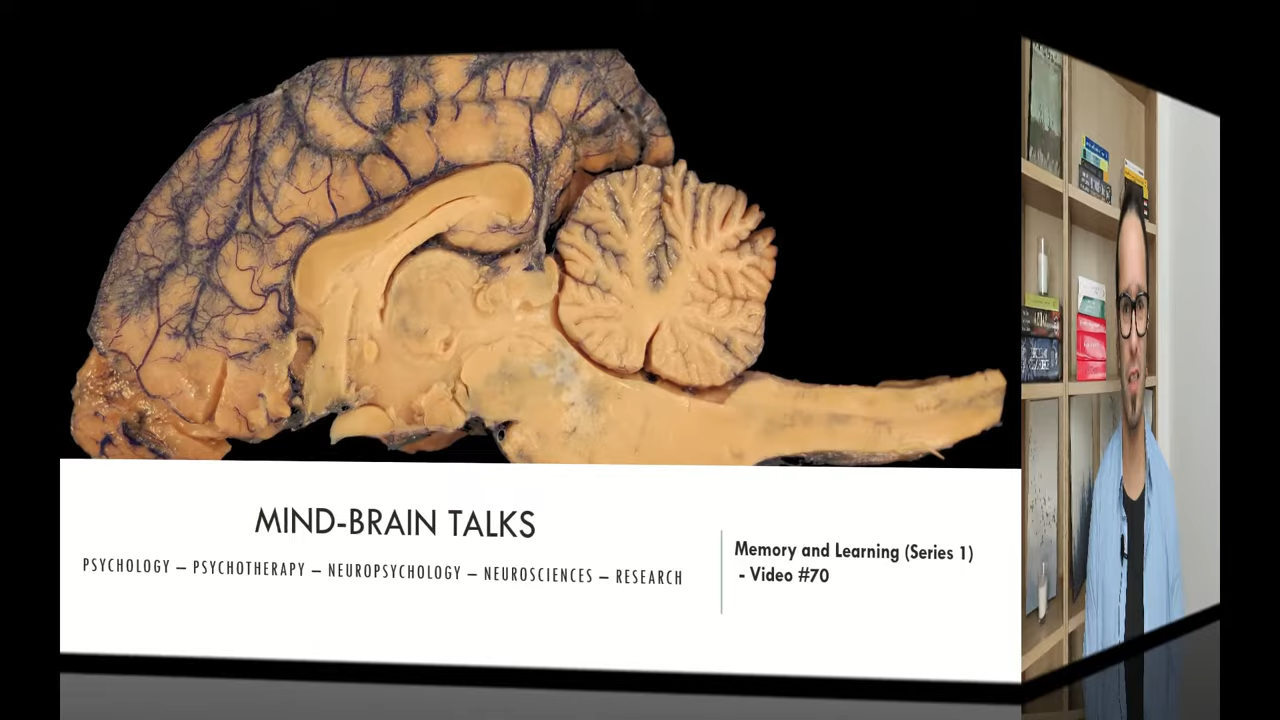 MIND-BRAIN TALKS
PSYCHOLOGY – PSYCHOTHERAPY – NEUROPSYCHOLOGY – NEUROSCIENCES – RESEARCH
Memory and Learning (Series 1)
- Video #70